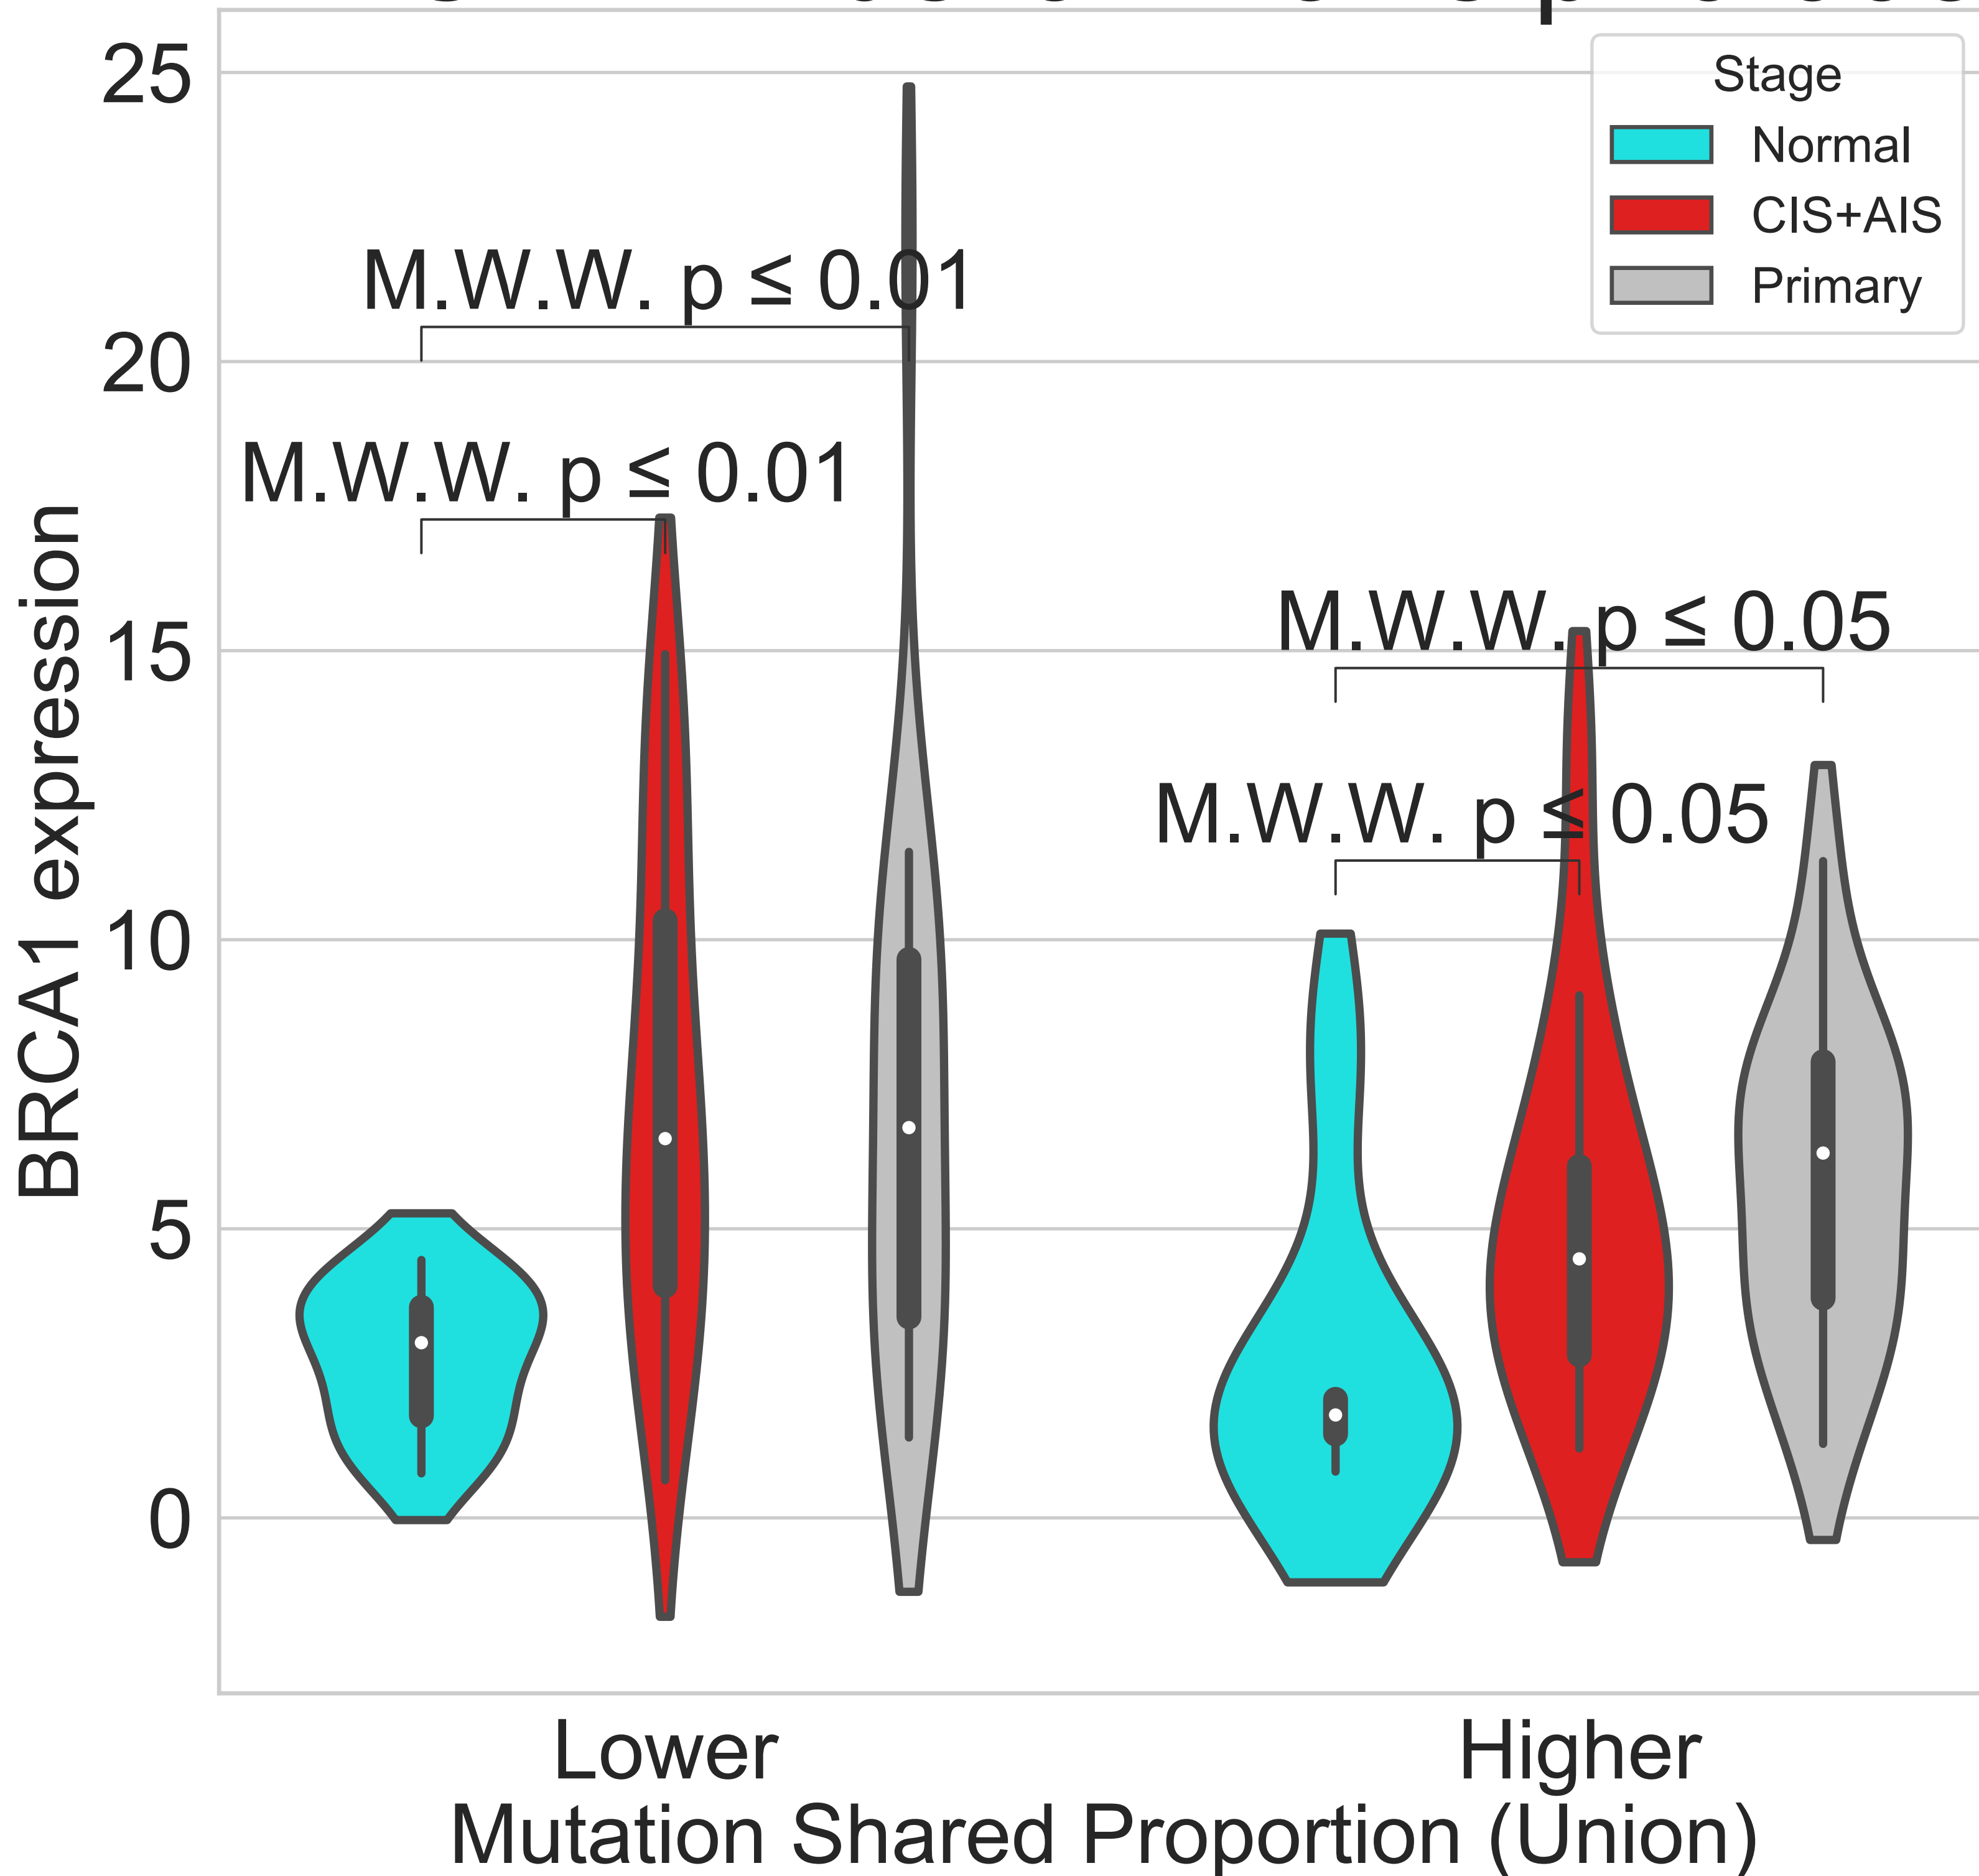 25
20
15
10
5
0
BRCA1 expression
Stage
Normal
CIS+AIS
Primary
M.W.W. p ≤ 0.01
M.W.W. p ≤ 0.01
M.W.W. p ≤ 0.05
M.W.W. p ≤ 0.05
Lower
Higher
Mutation Shared Proportion (Union)